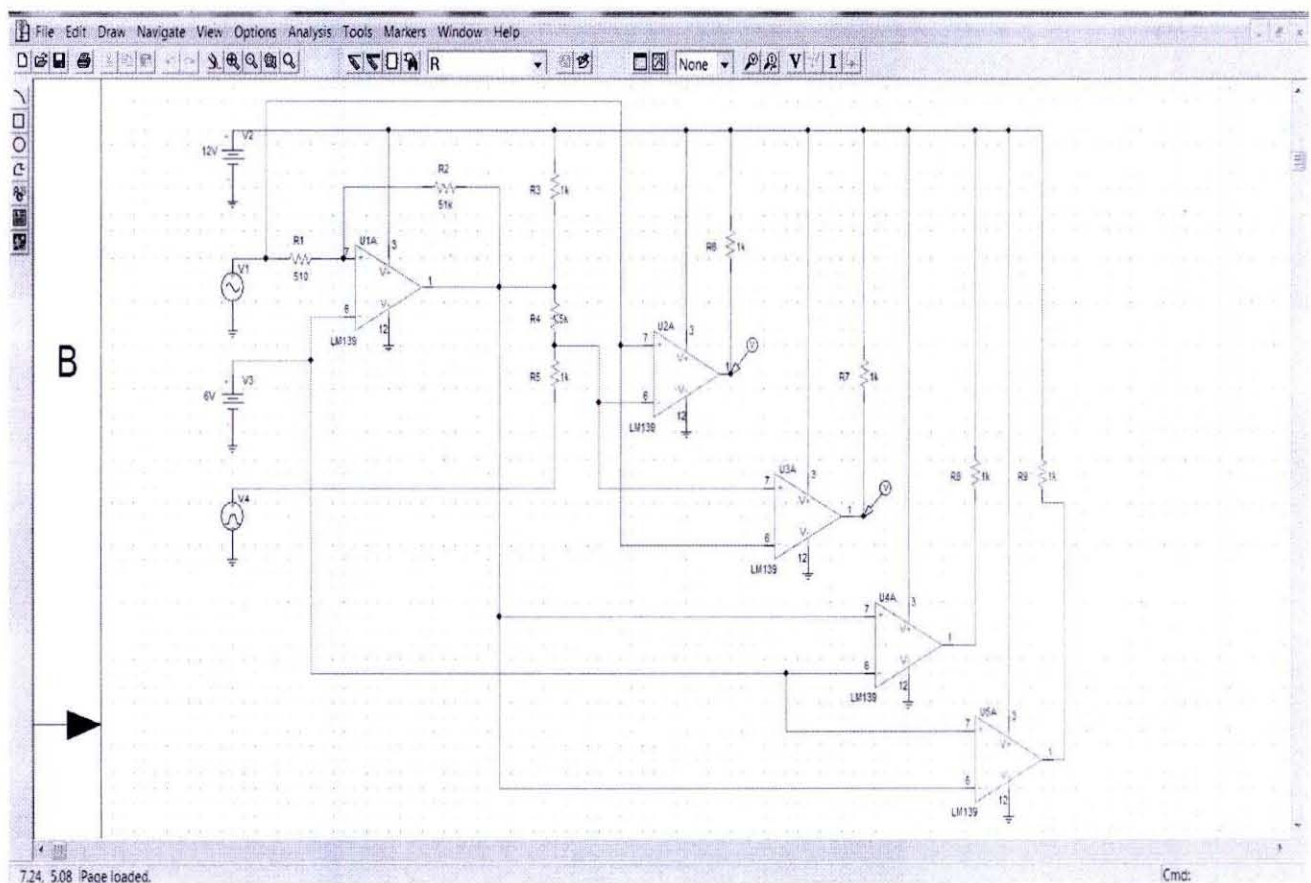 File Edit Draw Navigate View Options Analysis Tools Markers Window Help
R None V I
V2
12V
R2
51k
R3 1k
R1
510
7 U1A 3
V+
1
V1
6 V-
12
LM139
R6 1k
R4 .5k
U2A
7 3
V+
V
B
V3
6V
R5 1k
V-
6 12
LM139
R7 1k
U3A
7 3
V+
V
V4
1
V-
6 12
LM139
R8 1k R9 1k
U4A
7 3
V+
1
V-
6 12
LM139
U5A
7 3
V+
1
V-
6 12
LM139
7.24, 5.08 Page loaded. Cmd: